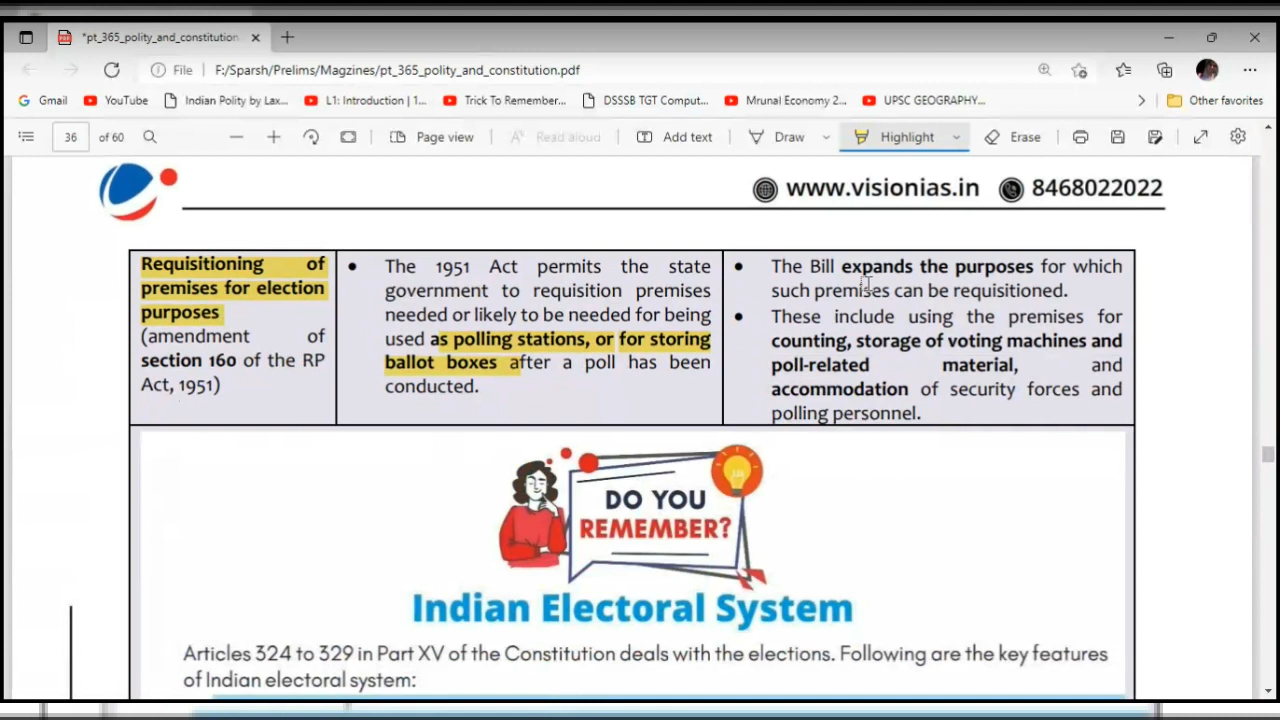 *pt_365_polity_and_constitution
File F:/Sparsh/Prelims/Magzines/pt_365_polity_and_constitution.pdf
Gmail YouTube Indian Polity by Lax... L1: Introduction | 1... Trick To Remember... DSSSB TGT Comput... Mrunal Economy 2... UPSC GEOGRAPHY... Other favorites
36 of 60 Page view Read aloud Add text Draw Highlight Erase
www.visionias.in 8468022022
Requisitioning of
premises for election
purposes
(amendment of
section 160 of the RP
Act, 1951)
• The 1951 Act permits the state
government to requisition premises
needed or likely to be needed for being
used as polling stations, or for storing
ballot boxes after a poll has been
conducted.
• The Bill expands the purposes for which
such premises can be requisitioned.
• These include using the premises for
counting, storage of voting machines and
poll-related material, and
accommodation of security forces and
polling personnel.
DO YOU
REMEMBER?
Indian Electoral System
Articles 324 to 329 in Part XV of the Constitution deals with the elections. Following are the key features
of Indian electoral system: